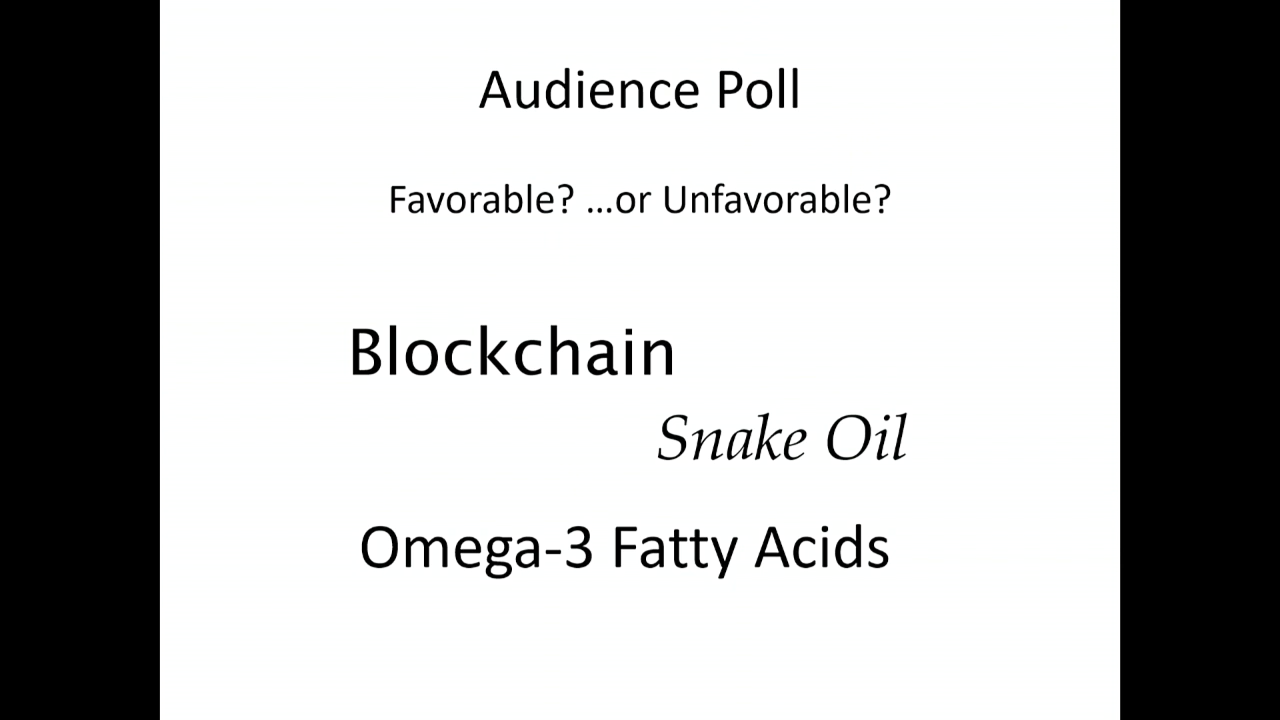 Audience Poll
Favorable? ...or Unfavorable?
Blockchain
Snake Oil
Omega-3 Fatty Acids